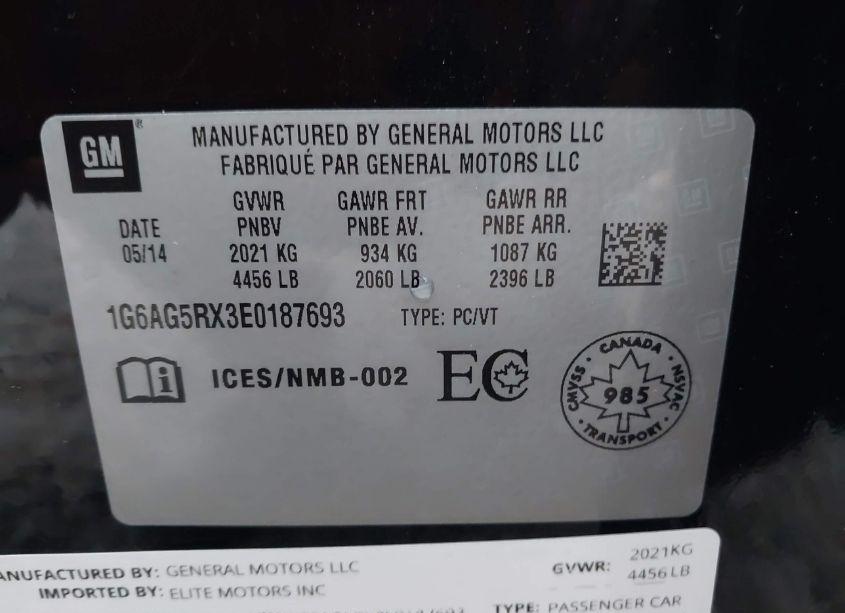 GM
MANUFACTURED BY GENERAL MOTORS LLC
FABRIQUÉ PAR GENERAL MOTORS LLC
GVWR GAWR FRT GAWR RR
DATE PNBV PNBE AV. PNBE ARR.
05/14 2021 KG 934 KG 1087 KG
4456 LB 2060 LB 2396 LB
1G6AG5RX3E0187693 TYPE: PC/VT
ICES/NMB-002 EC
CANADA
CMVSS 985 NSVAC
TRANSPORT
ANUFACTURED BY: GENERAL MOTORS LLC GVWR: 2021KG
IMPORTED BY: ELITE MOTORS INC 4456 LB
TYPE: PASSENGER CAR